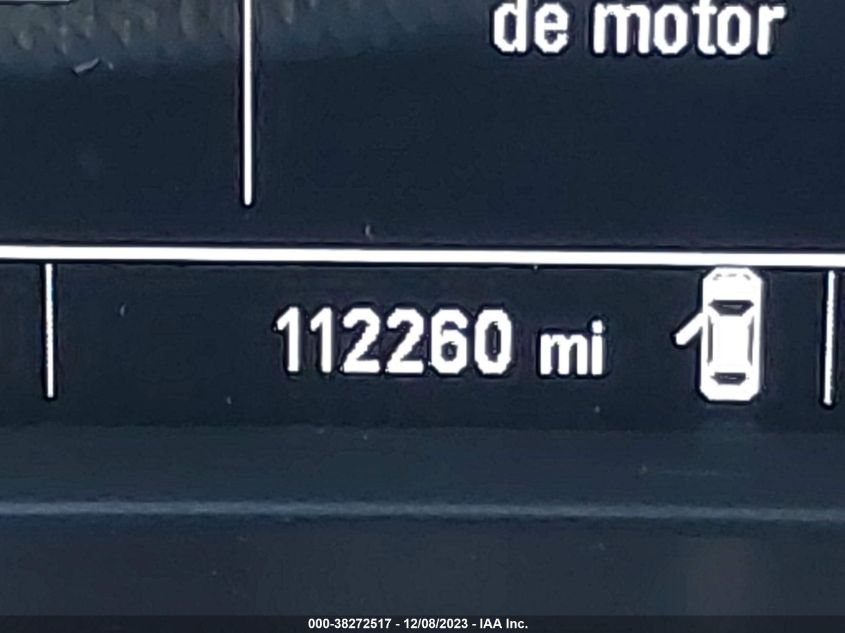 de motor
112260 mi
000-38272517 - 12/08/2023 - IAA Inc.